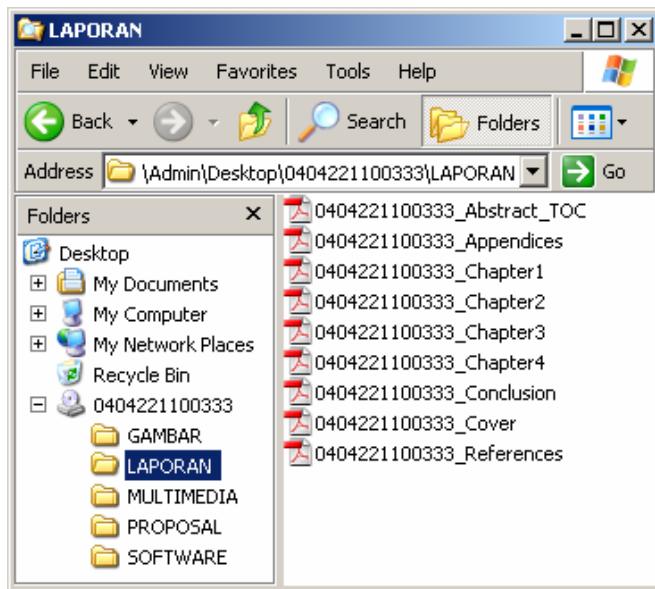 LAPORAN
File Edit View Favorites Tools Help
Back Search Folders
Address \Admin\Desktop\0404221100333\LAPORAN Go
Folders
Desktop
My Documents
My Computer
My Network Places
Recycle Bin
0404221100333
GAMBAR
LAPORAN
MULTIMEDIA
PROPOSAL
SOFTWARE
0404221100333_Abstract_TOC
0404221100333_Appendices
0404221100333_Chapter1
0404221100333_Chapter2
0404221100333_Chapter3
0404221100333_Chapter4
0404221100333_Conclusion
0404221100333_Cover
0404221100333_References